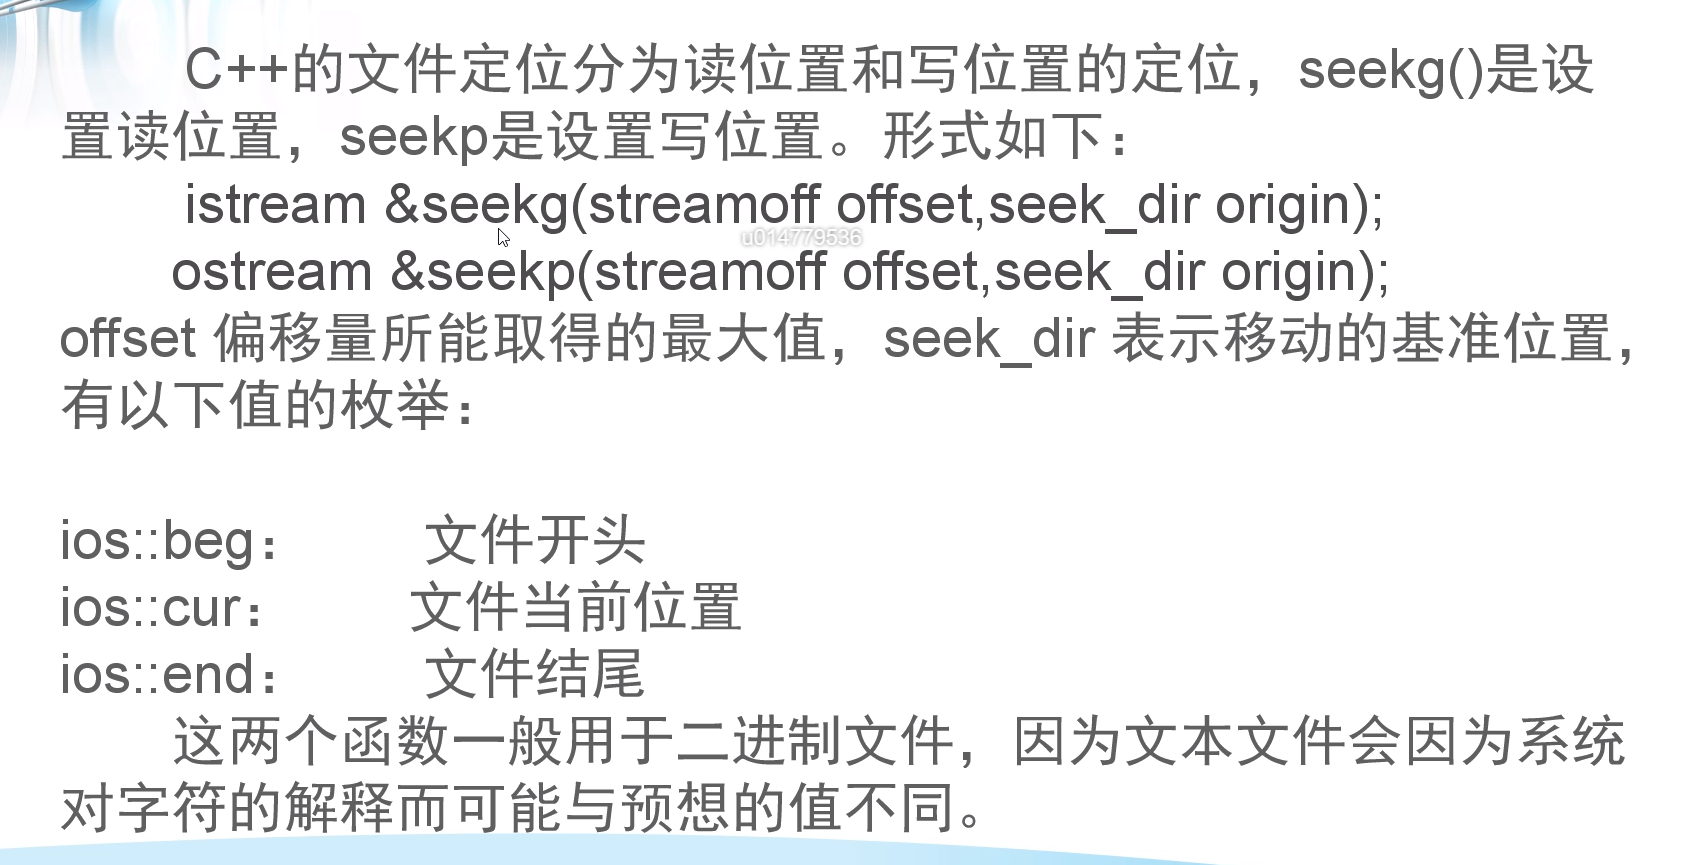 C++的文件定位分为读位置和写位置的定位，seekg()是设
置读位置，seekp是设置写位置。形式如下：
istream &seekg(streamoff offset,seek_dir origin);
u014779536
ostream &seekp(streamoff offset,seek_dir origin);
offset 偏移量所能取得的最大值，seek_dir 表示移动的基准位置，
有以下值的枚举：
ios::beg： 文件开头
ios::cur： 文件当前位置
ios::end： 文件结尾
这两个函数一般用于二进制文件，因为文本文件会因为系统
对字符的解释而可能与预想的值不同。